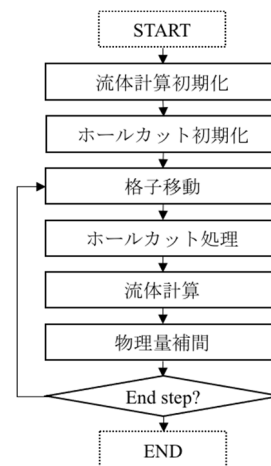 START
流体計算初期化
ホールカット初期化
格子移動
ホールカット処理
流体計算
物理量補間
End step?
END